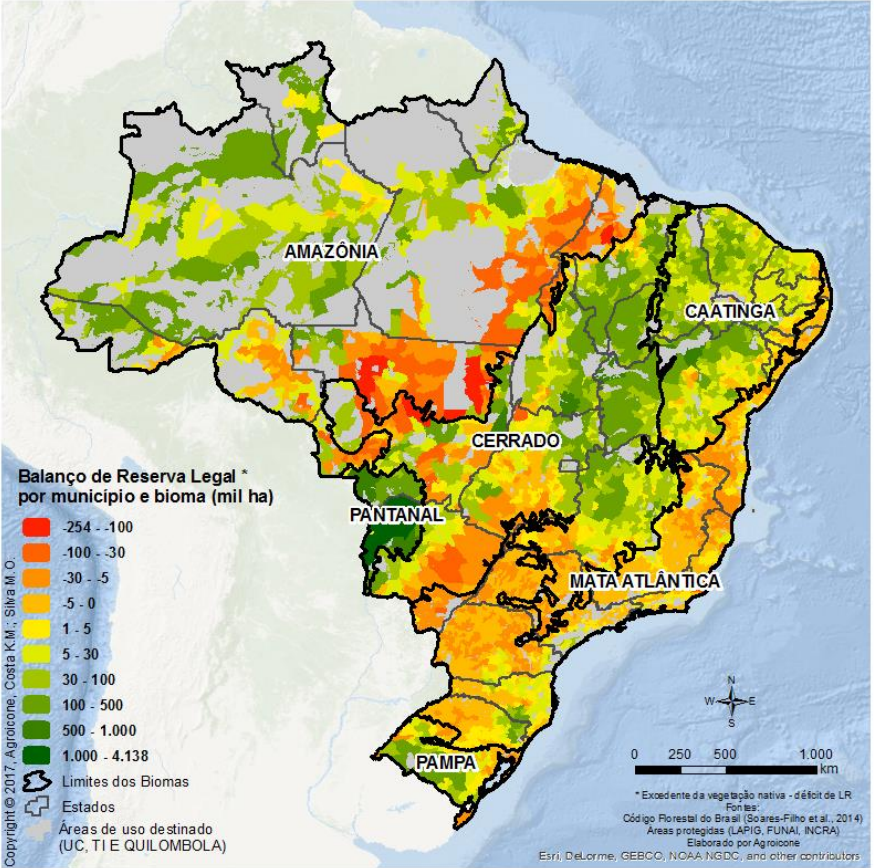 AMAZÔNIA
CAATINGA
CERRADO
PANTANAL
MATA ATLÂNTICA
PAMPA
Balanço de Reserva Legal *
por município e bioma (mil ha)
-254 - -100
-100 - -30
-30 - -5
-5 - 0
1 - 5
5 - 30
30 - 100
100 - 500
500 - 1.000
1.000 - 4.138
Limites dos Biomas
Estados
Áreas de uso destinado
(UC, TI E QUILOMBOLA)
Copyright © 2017, Agroicone, Costa K.M.; Silva M.O.
N
W E
S
0 250 500 1.000
km
* Excedente da vegetação nativa - déficit de LR
Fontes:
Código Florestal do Brasil (Soares-Filho et al., 2014)
Áreas protegidas (LAPIG, FUNAI, INCRA)
Elaborado por Agroicone
Esri, DeLorme, GEBCO, NOAA NGDC, and other contributors